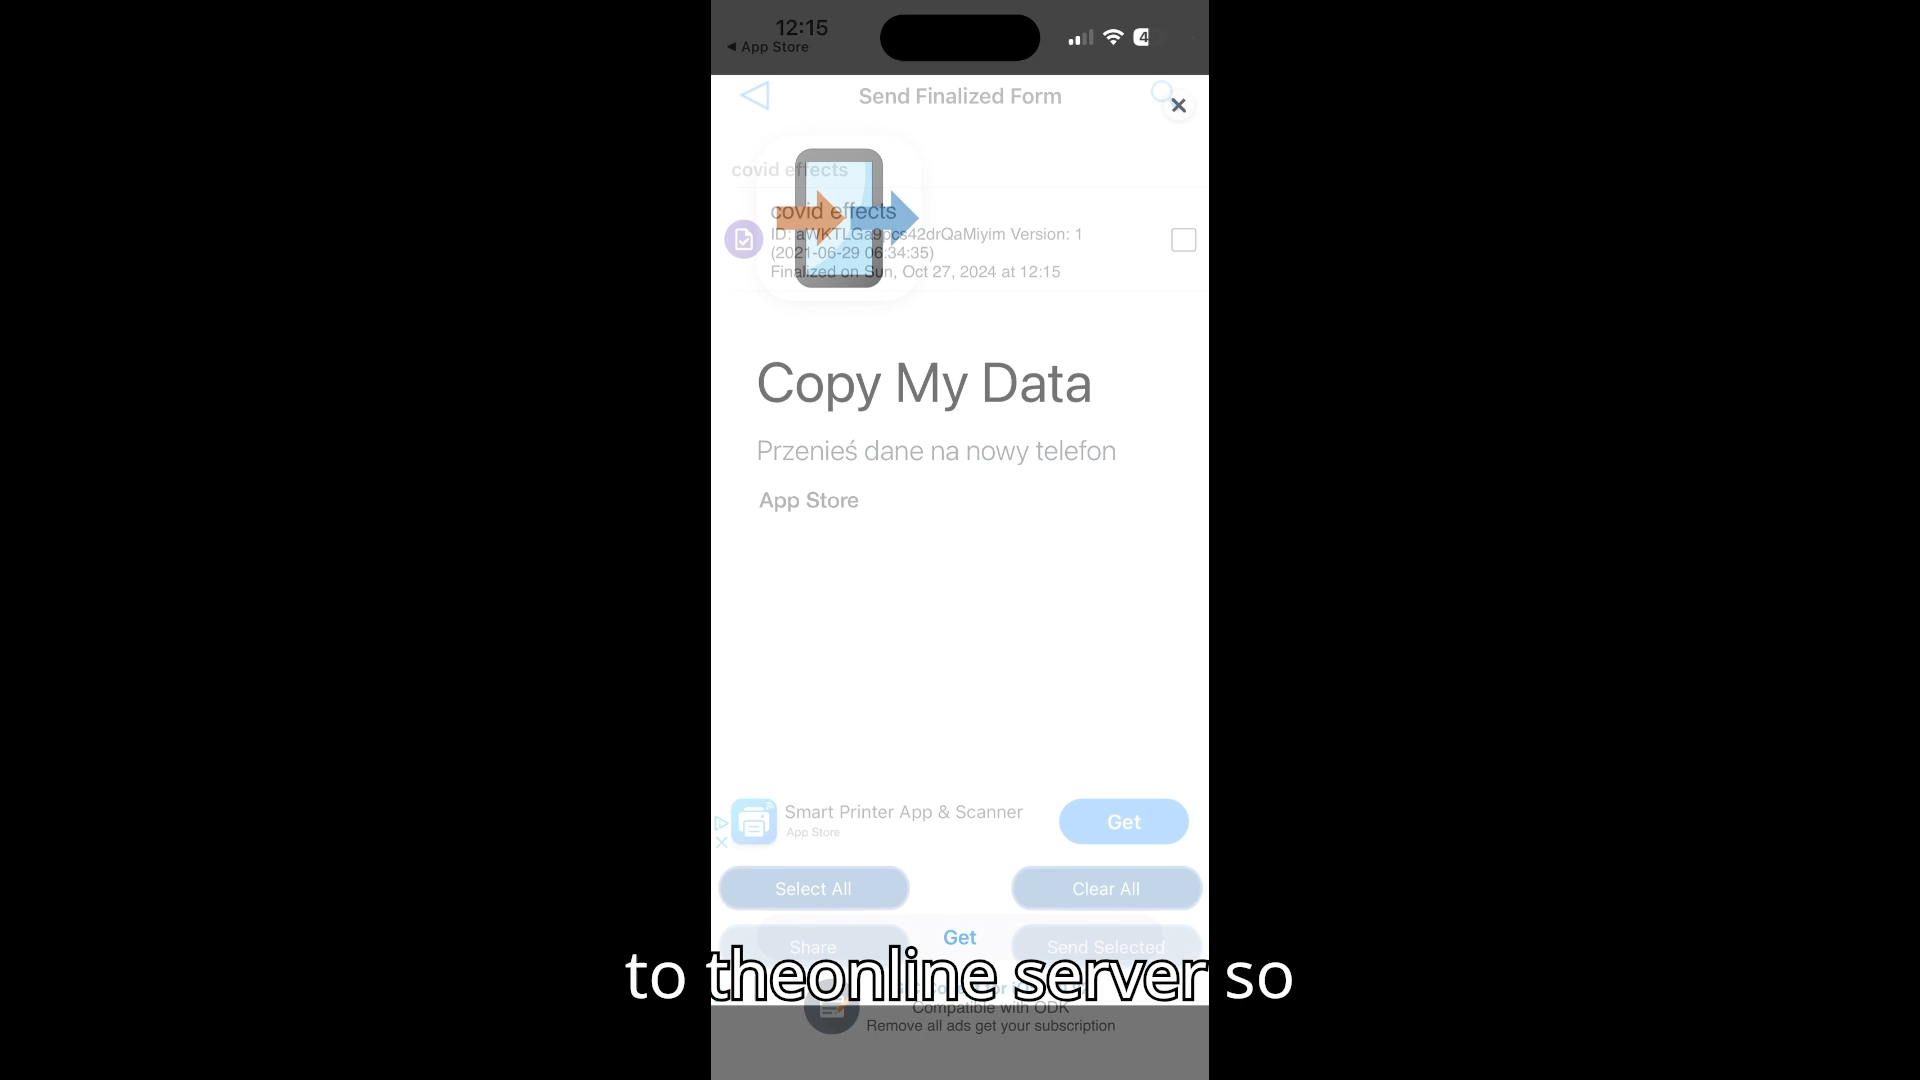 12:15
App Store
4
Send Finalized Form
covid effects
covid effects
ID: aWKTLGa9pcs42drQaMiyim Version: 1
(2021-06-29 06:34:35)
Finalized on Sun, Oct 27, 2024 at 12:15
Copy My Data
Przenieś dane na nowy telefon
App Store
Smart Printer App & Scanner
App Store
Get
Select All
Clear All
Share
Get
Send Selected
to theonline server so
Compatible with ODK
Remove all ads get your subscription